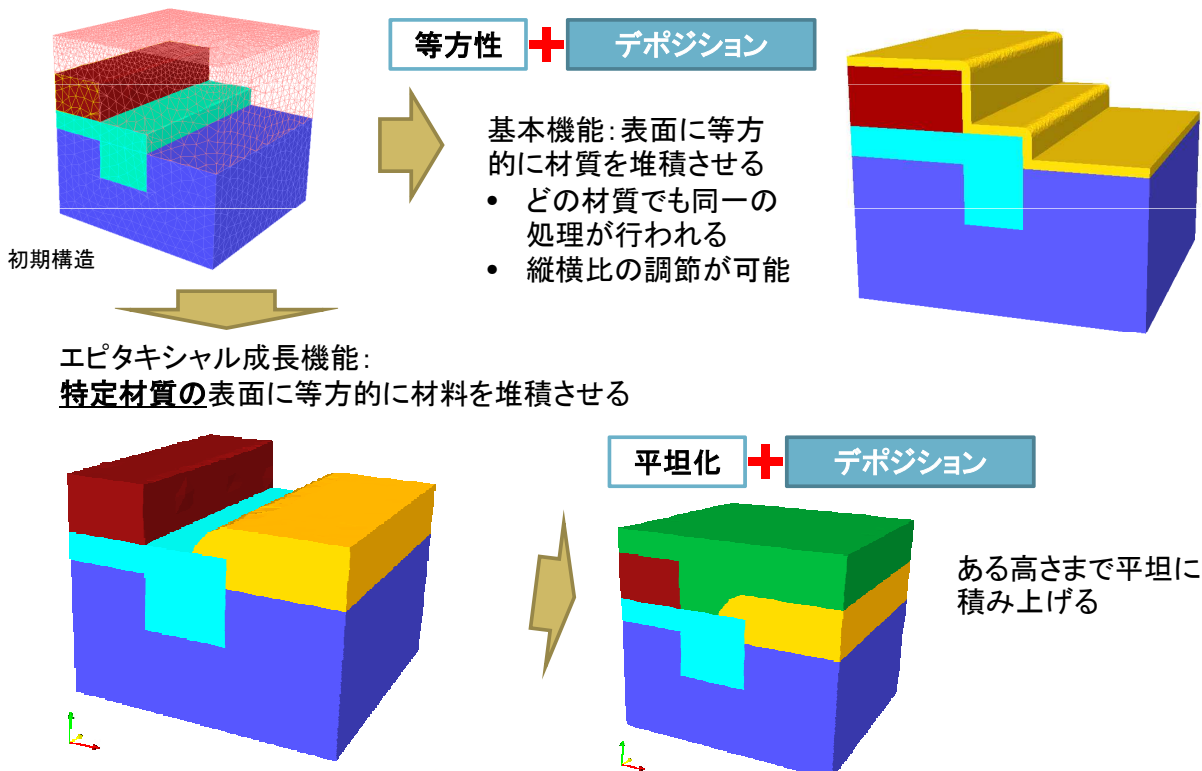 等方性
デポジション
基本機能：表面に等方
的に材質を堆積させる
• どの材質でも同一の
処理が行われる
• 縦横比の調節が可能
初期構造
エピタキシャル成長機能：
特定材質の表面に等方的に材料を堆積させる
平坦化
デポジション
ある高さまで平坦に
積み上げる